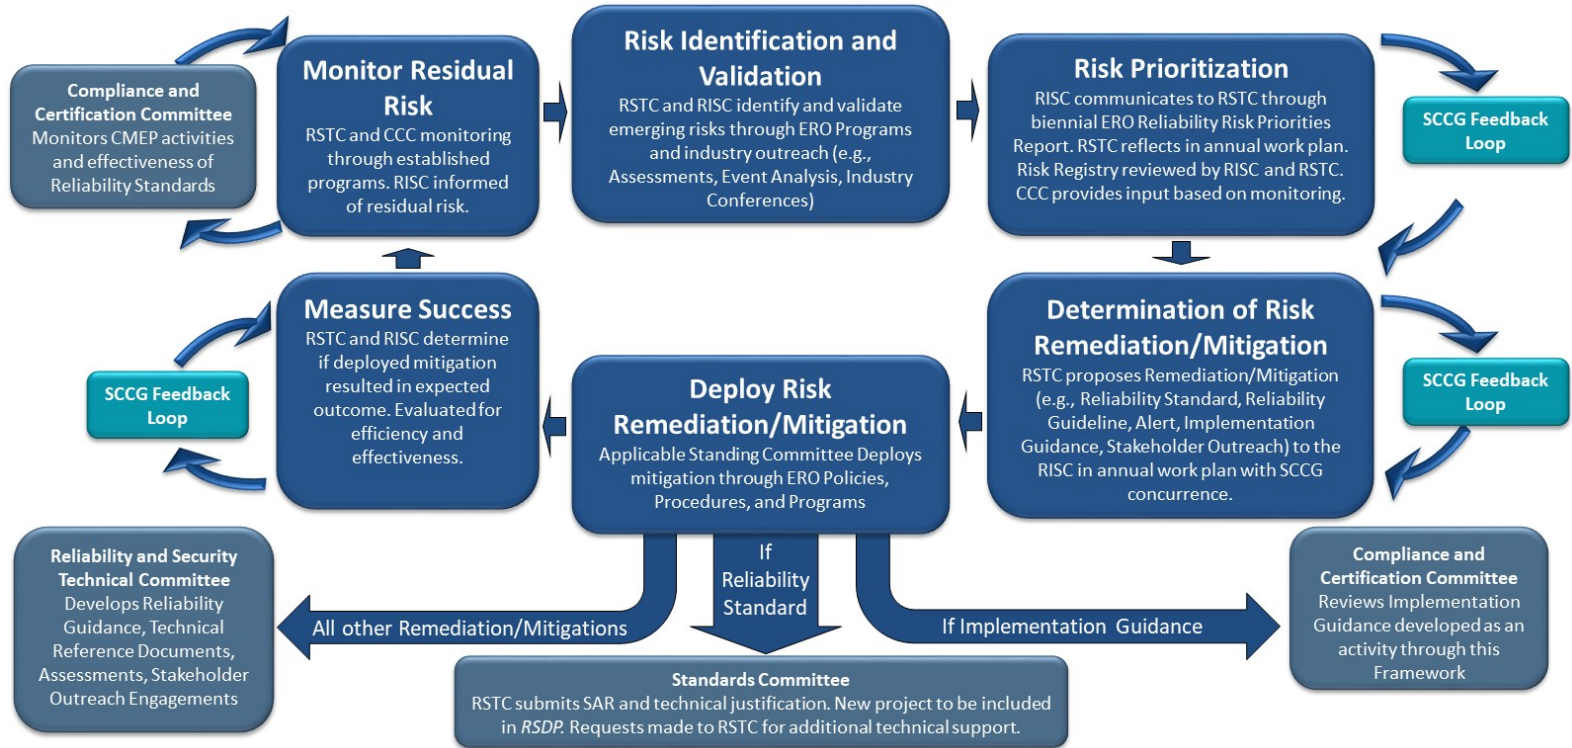 Compliance and
Certification Committee
Monitors CMEP activities
and effectiveness of
Reliability Standards
Monitor Residual
Risk
RSTC and CCC monitoring
through established
programs. RISC informed
of residual risk.
Risk Identification and
Validation
RSTC and RISC identify and validate
emerging risks through ERO Programs
and industry outreach (e.g.,
Assessments, Event Analysis, Industry
Conferences)
Risk Prioritization
RISC communicates to RSTC through
biennial ERO Reliability Risk Priorities
Report. RSTC reflects in annual work plan.
Risk Registry reviewed by RISC and RSTC.
CCC provides input based on monitoring.
SCCG Feedback
Loop
Determination of Risk
Remediation/Mitigation
RSTC proposes Remediation/Mitigation
(e.g., Reliability Standard, Reliability
Guideline, Alert, Implementation
Guidance, Stakeholder Outreach) to the
RISC in annual work plan with SCCG
concurrence.
SCCG Feedback
Loop
Deploy Risk
Remediation/Mitigation
Applicable Standing Committee Deploys
mitigation through ERO Policies,
Procedures, and Programs
Measure Success
RSTC and RISC determine
if deployed mitigation
resulted in expected
outcome. Evaluated for
efficiency and
effectiveness.
SCCG Feedback
Loop
Reliability and Security
Technical Committee
Develops Reliability
Guidance, Technical
Reference Documents,
Assessments, Stakeholder
Outreach Engagements
All other Remediation/Mitigations
If
Reliability
Standard
If Implementation Guidance
Compliance and
Certification Committee
Reviews Implementation
Guidance developed as an
activity through this
Framework
Standards Committee
RSTC submits SAR and technical justification. New project to be included
in RSDP. Requests made to RSTC for additional technical support.